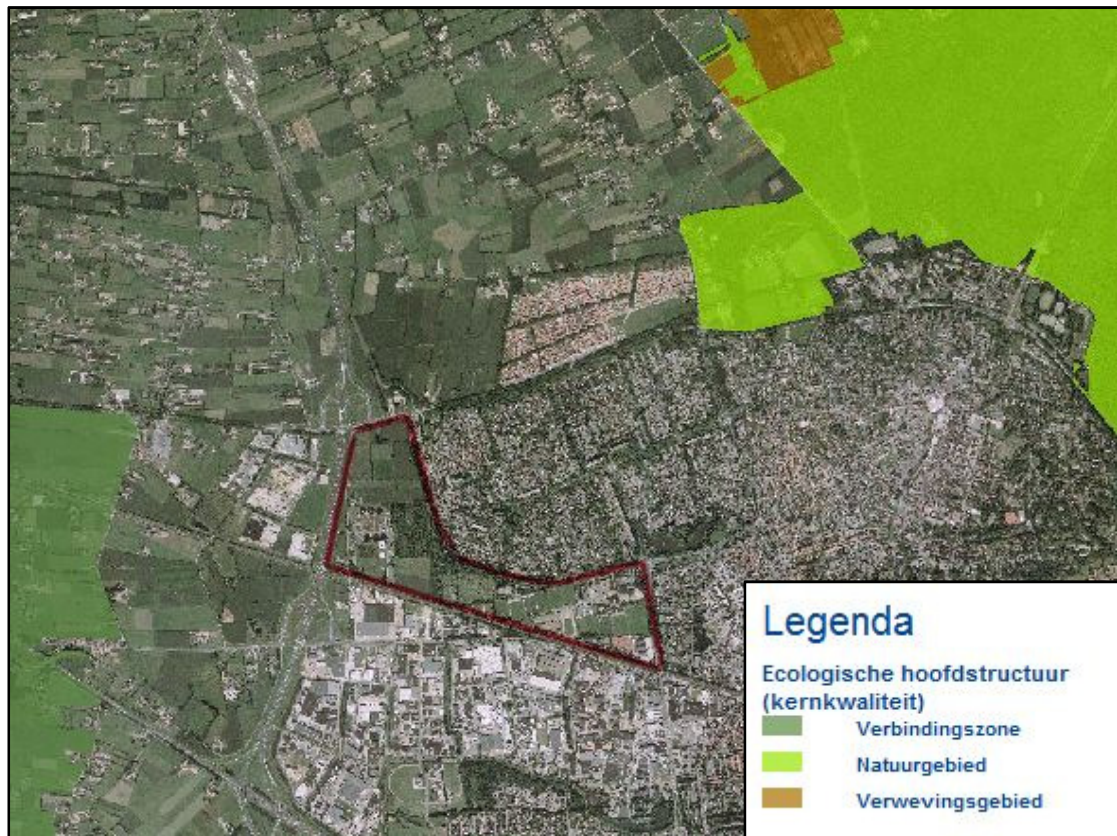 Legenda
Ecologische hoofdstructuur
(kernkwaliteit)
Verbindingszone
Natuurgebied
Verwevingsgebied